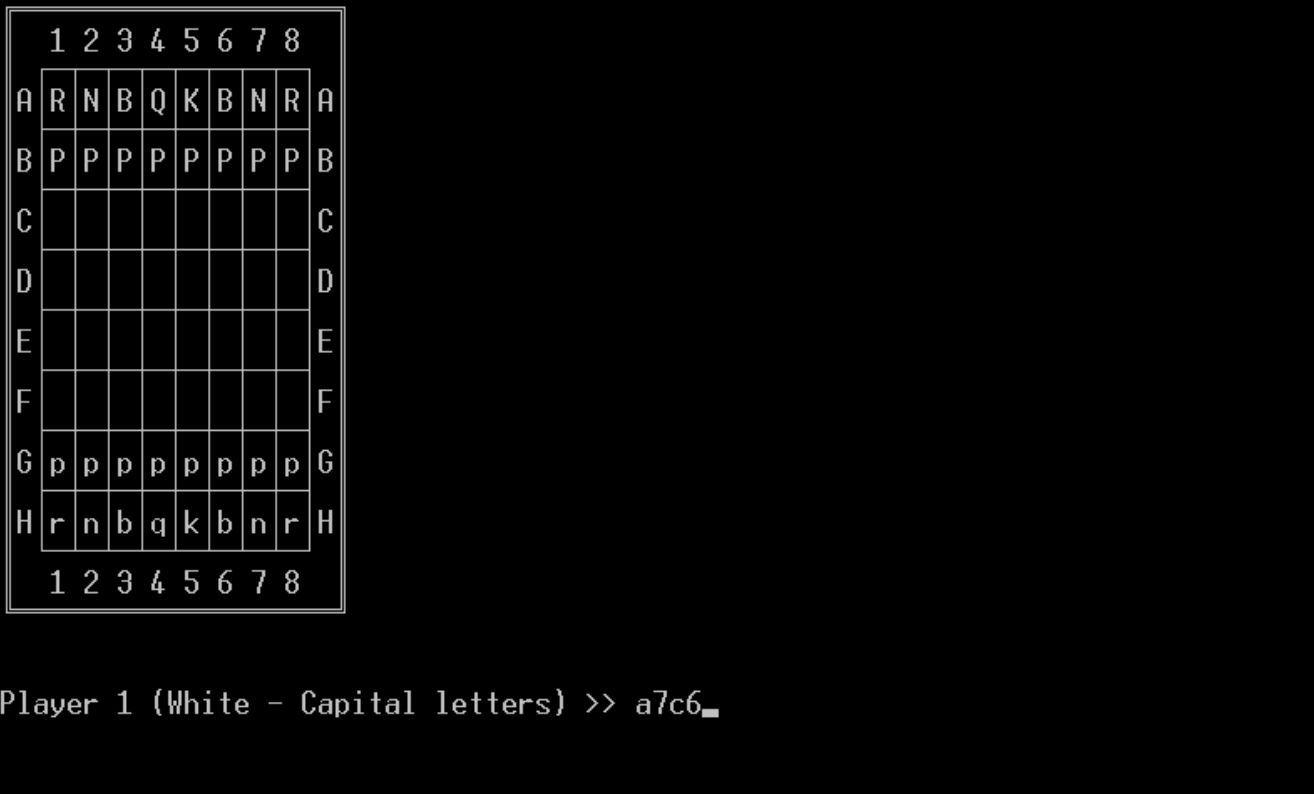 1 2 3 4 5 6 7 8
A R N B Q K B N R A
B P P P P P P P P B
C C
D D
E E
F F
G p p p p p p p p G
H r n b q k b n r H
1 2 3 4 5 6 7 8
Player 1 (White - Capital letters) >> a7c6_